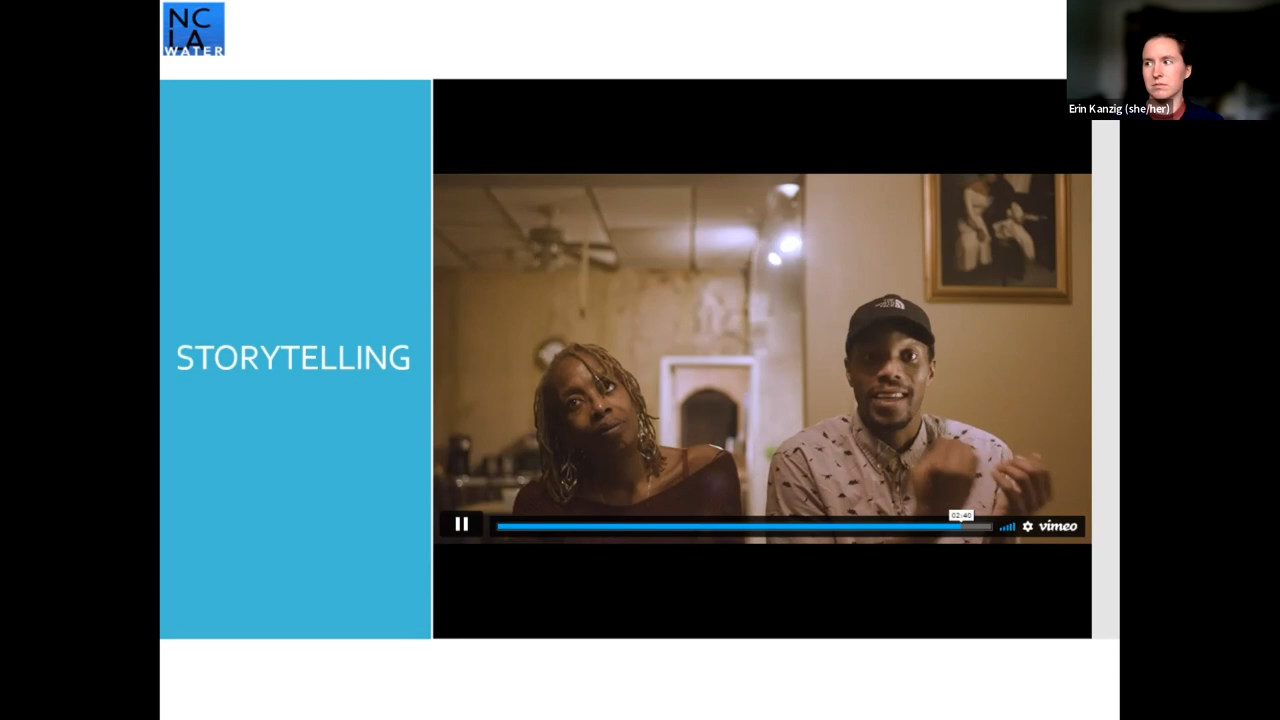 NC
LA
WATER
Erin Kanzig (she/her)
STORYTELLING
02:40
vimeo